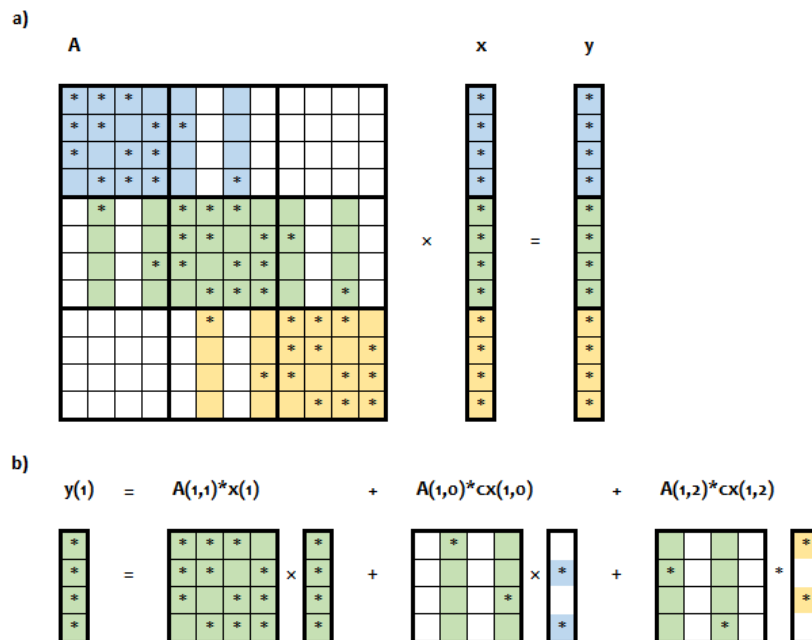 a)
A x y
* * * * *
* * * * * *
* * * * *
* * * * * *
* * * * * *
* * * * × * = *
* * * * * *
* * * * * *
* * * * * *
* * * * *
* * * * * *
* * * * *
b)
y(1) = A(1,1)*x(1) + A(1,0)*cx(1,0) + A(1,2)*cx(1,2)
* * * * * * *
* * * * * * *
= × + × + *
* * * * * * *
* * * * * * *